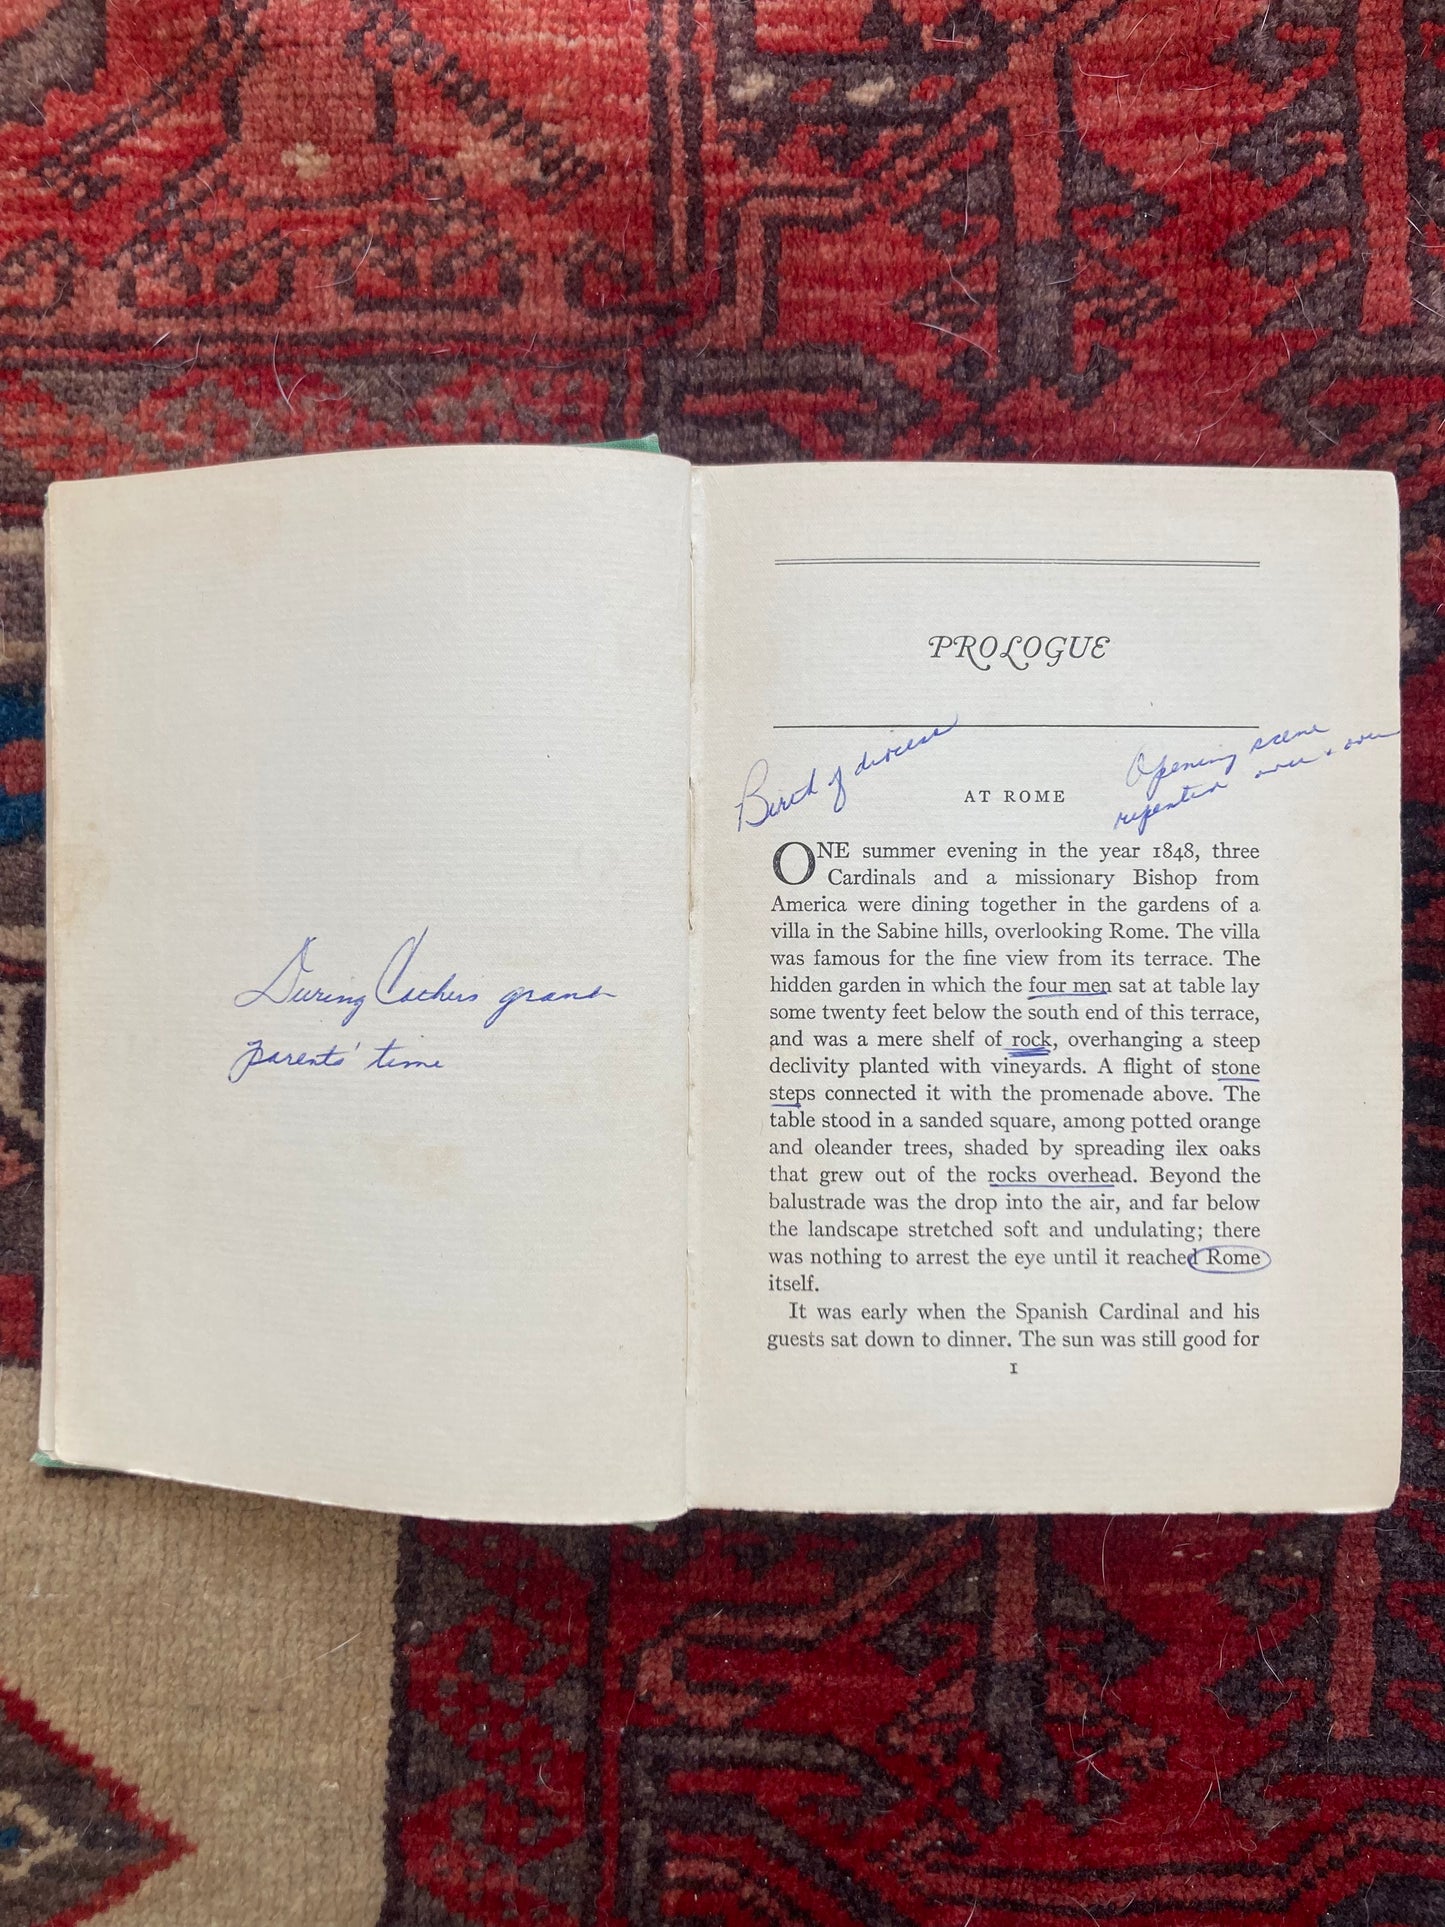 During Cathers grand
parents' time
PROLOGUE
Birth of diocese
Opening scene
repeated over + over
AT ROME
ONE summer evening in the year 1848, three
Cardinals and a missionary Bishop from
America were dining together in the gardens of a
villa in the Sabine hills, overlooking Rome. The villa
was famous for the fine view from its terrace. The
hidden garden in which the four men sat at table lay
some twenty feet below the south end of this terrace,
and was a mere shelf of rock, overhanging a steep
declivity planted with vineyards. A flight of stone
steps connected it with the promenade above. The
table stood in a sanded square, among potted orange
and oleander trees, shaded by spreading ilex oaks
that grew out of the rocks overhead. Beyond the
balustrade was the drop into the air, and far below
the landscape stretched soft and undulating; there
was nothing to arrest the eye until it reached Rome
itself.
It was early when the Spanish Cardinal and his
guests sat down to dinner. The sun was still good for
1